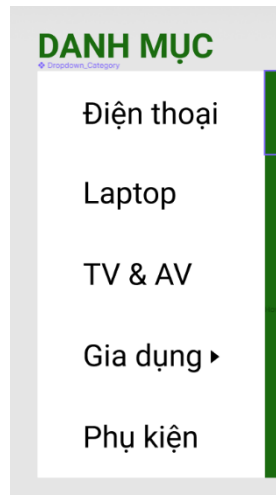 DANH MỤC
Dropdown_Category
Điện thoại
Laptop
TV & AV
Gia dụng
Phụ kiện